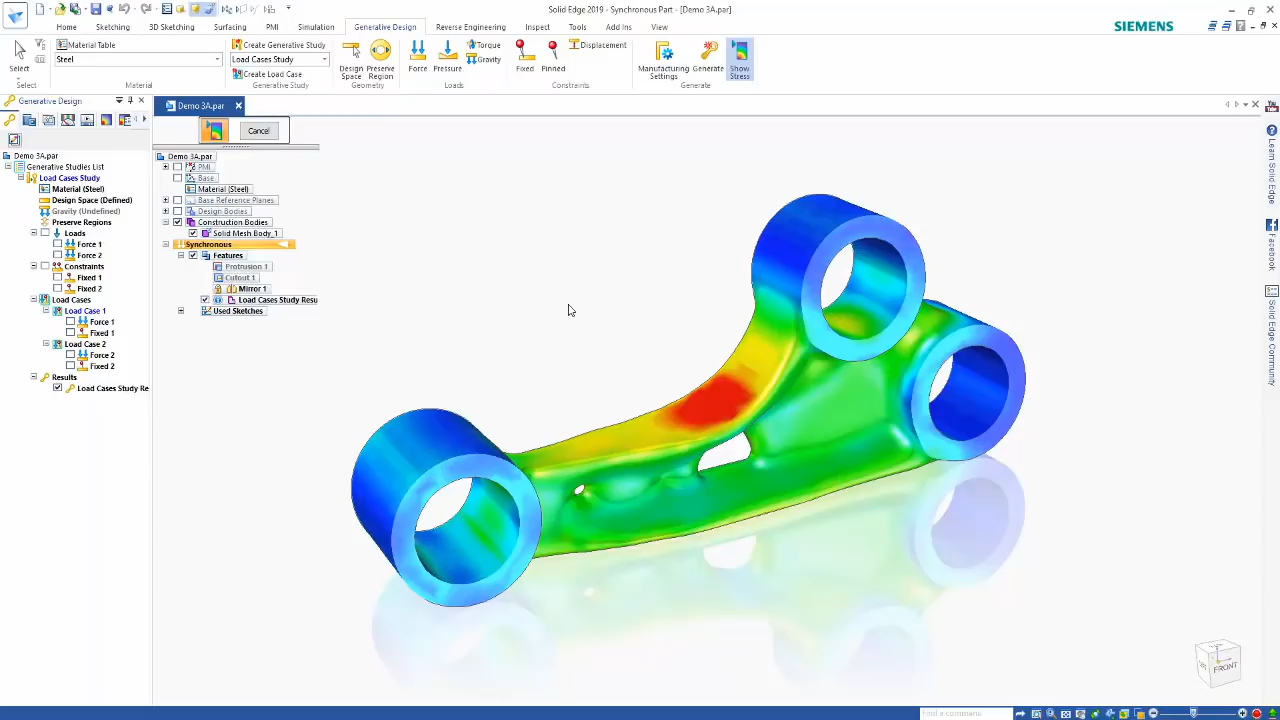 Solid Edge 2019 - Synchronous Part - [Demo 3A.par]
Home Sketching 3D Sketching Surfacing PMI Simulation Generative Design Reverse Engineering Inspect Tools Add Ins View
SIEMENS
Select
Select
Material Table
Steel
Material
Create Generative Study
Load Cases Study
Create Load Case
Generative Study
Design Space
Preserve Region
Geometry
Force
Pressure
Torque
Gravity
Loads
Fixed
Pinned
Displacement
Constraints
Manufacturing Settings
Generate
Show Stress
Generate
Generative Design
Demo 3A.par
Generative Studies List
Load Cases Study
Material (Steel)
Design Space (Defined)
Gravity (Undefined)
Preserve Regions
Loads
Force 1
Force 2
Constraints
Fixed 1
Fixed 2
Load Cases
Load Case 1
Force 1
Fixed 1
Load Case 2
Force 2
Fixed 2
Results
Load Cases Study Re
Demo 3A.par
Cancel
Demo 3A.par
PMI
Base
Material (Steel)
Base Reference Planes
Design Bodies
Construction Bodies
Solid Mesh Body_1
Synchronous
Features
Protrusion 1
Cutout 1
Mirror 1
Load Cases Study Resu
Used Sketches
You
Learn Solid Edge
Facebook
Solid Edge Community
FRONT
Find a command